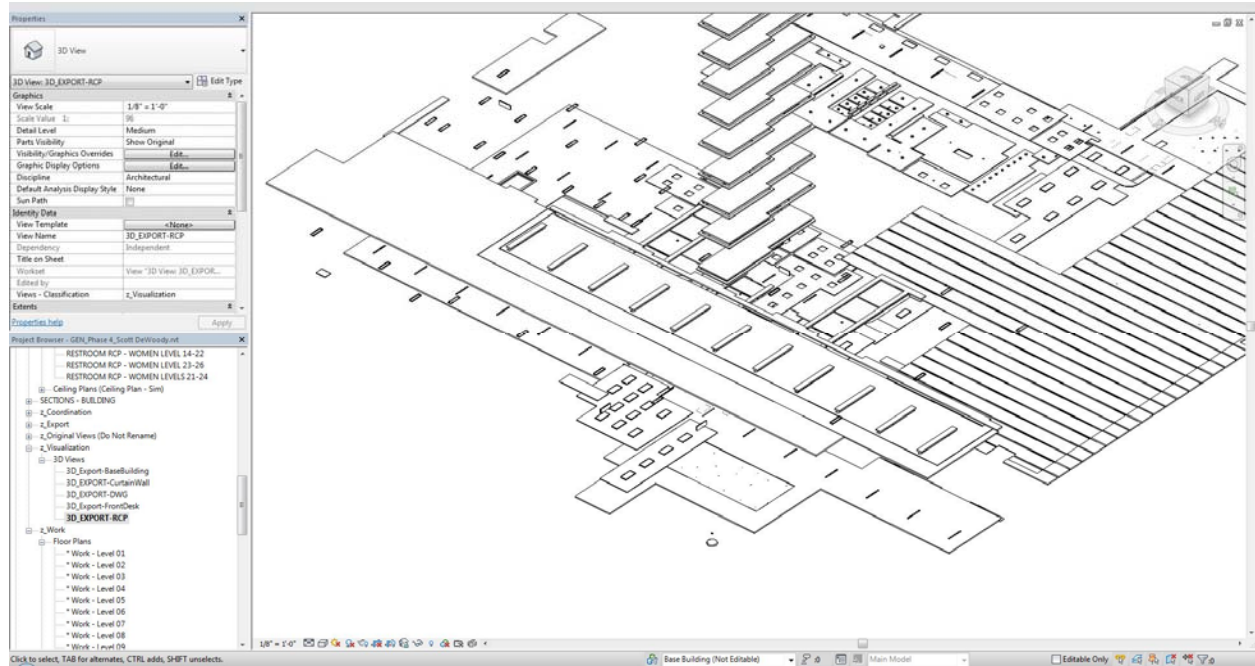 Properties
3D View
3D View: 3D_EXPORT-RCP
Edit Type
Graphics
View Scale 1/8" = 1'-0"
Scale Value 1: 96
Detail Level Medium
Parts Visibility Show Original
Visibility/Graphics Overrides Edit...
Graphic Display Options Edit...
Discipline Architectural
Default Analysis Display Style None
Sun Path
Identity Data
View Template <None>
View Name 3D_EXPORT-RCP
Dependency Independent
Title on Sheet
Workset View "3D View: 3D_EXPOR...
Edited by
Views - Classification z_Visualization
Extents
Properties help Apply
Project Browser - GEN_Phase 4_Scott DeWoody.rvt
RESTROOM RCP - WOMEN LEVEL 14-22
RESTROOM RCP - WOMEN LEVEL 23-26
RESTROOM RCP - WOMEN LEVELS 21-24
Ceiling Plans (Ceiling Plan - Sim)
SECTIONS - BUILDING
z_Coordination
z_Export
z_Original Views (Do Not Rename)
z_Visualization
3D Views
3D_Export-BaseBuilding
3D_EXPORT-CurtainWall
3D_EXPORT-DWG
3D_Export-FrontDesk
3D_EXPORT-RCP
z_Work
Floor Plans
* Work - Level 01
* Work - Level 02
* Work - Level 03
* Work - Level 04
* Work - Level 05
* Work - Level 06
* Work - Level 07
* Work - Level 08
* Work - Level 09
1/8" = 1'-0"
Click to select, TAB for alternates, CTRL adds, SHIFT unselects.
Base Building (Not Editable)
:0
Main Model
Editable Only
:0